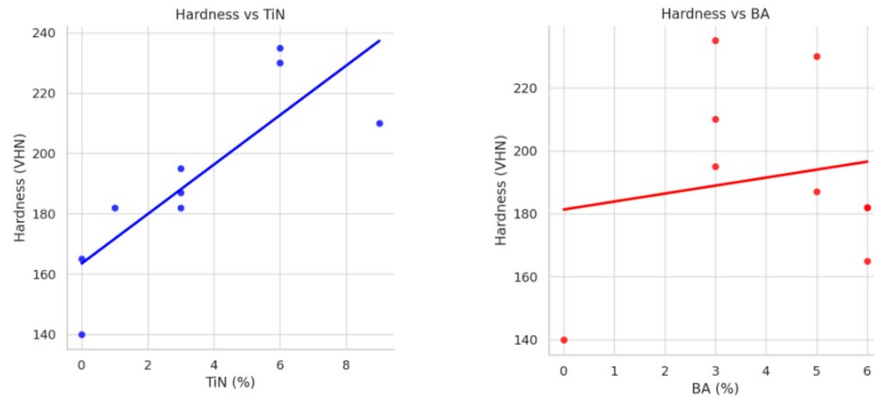 Hardness vs TiN
240
220
200
180
160
140
Hardness (VHN)
0 2 4 6 8
TiN (%)
Hardness vs BA
220
200
180
160
140
Hardness (VHN)
0 1 2 3 4 5 6
BA (%)